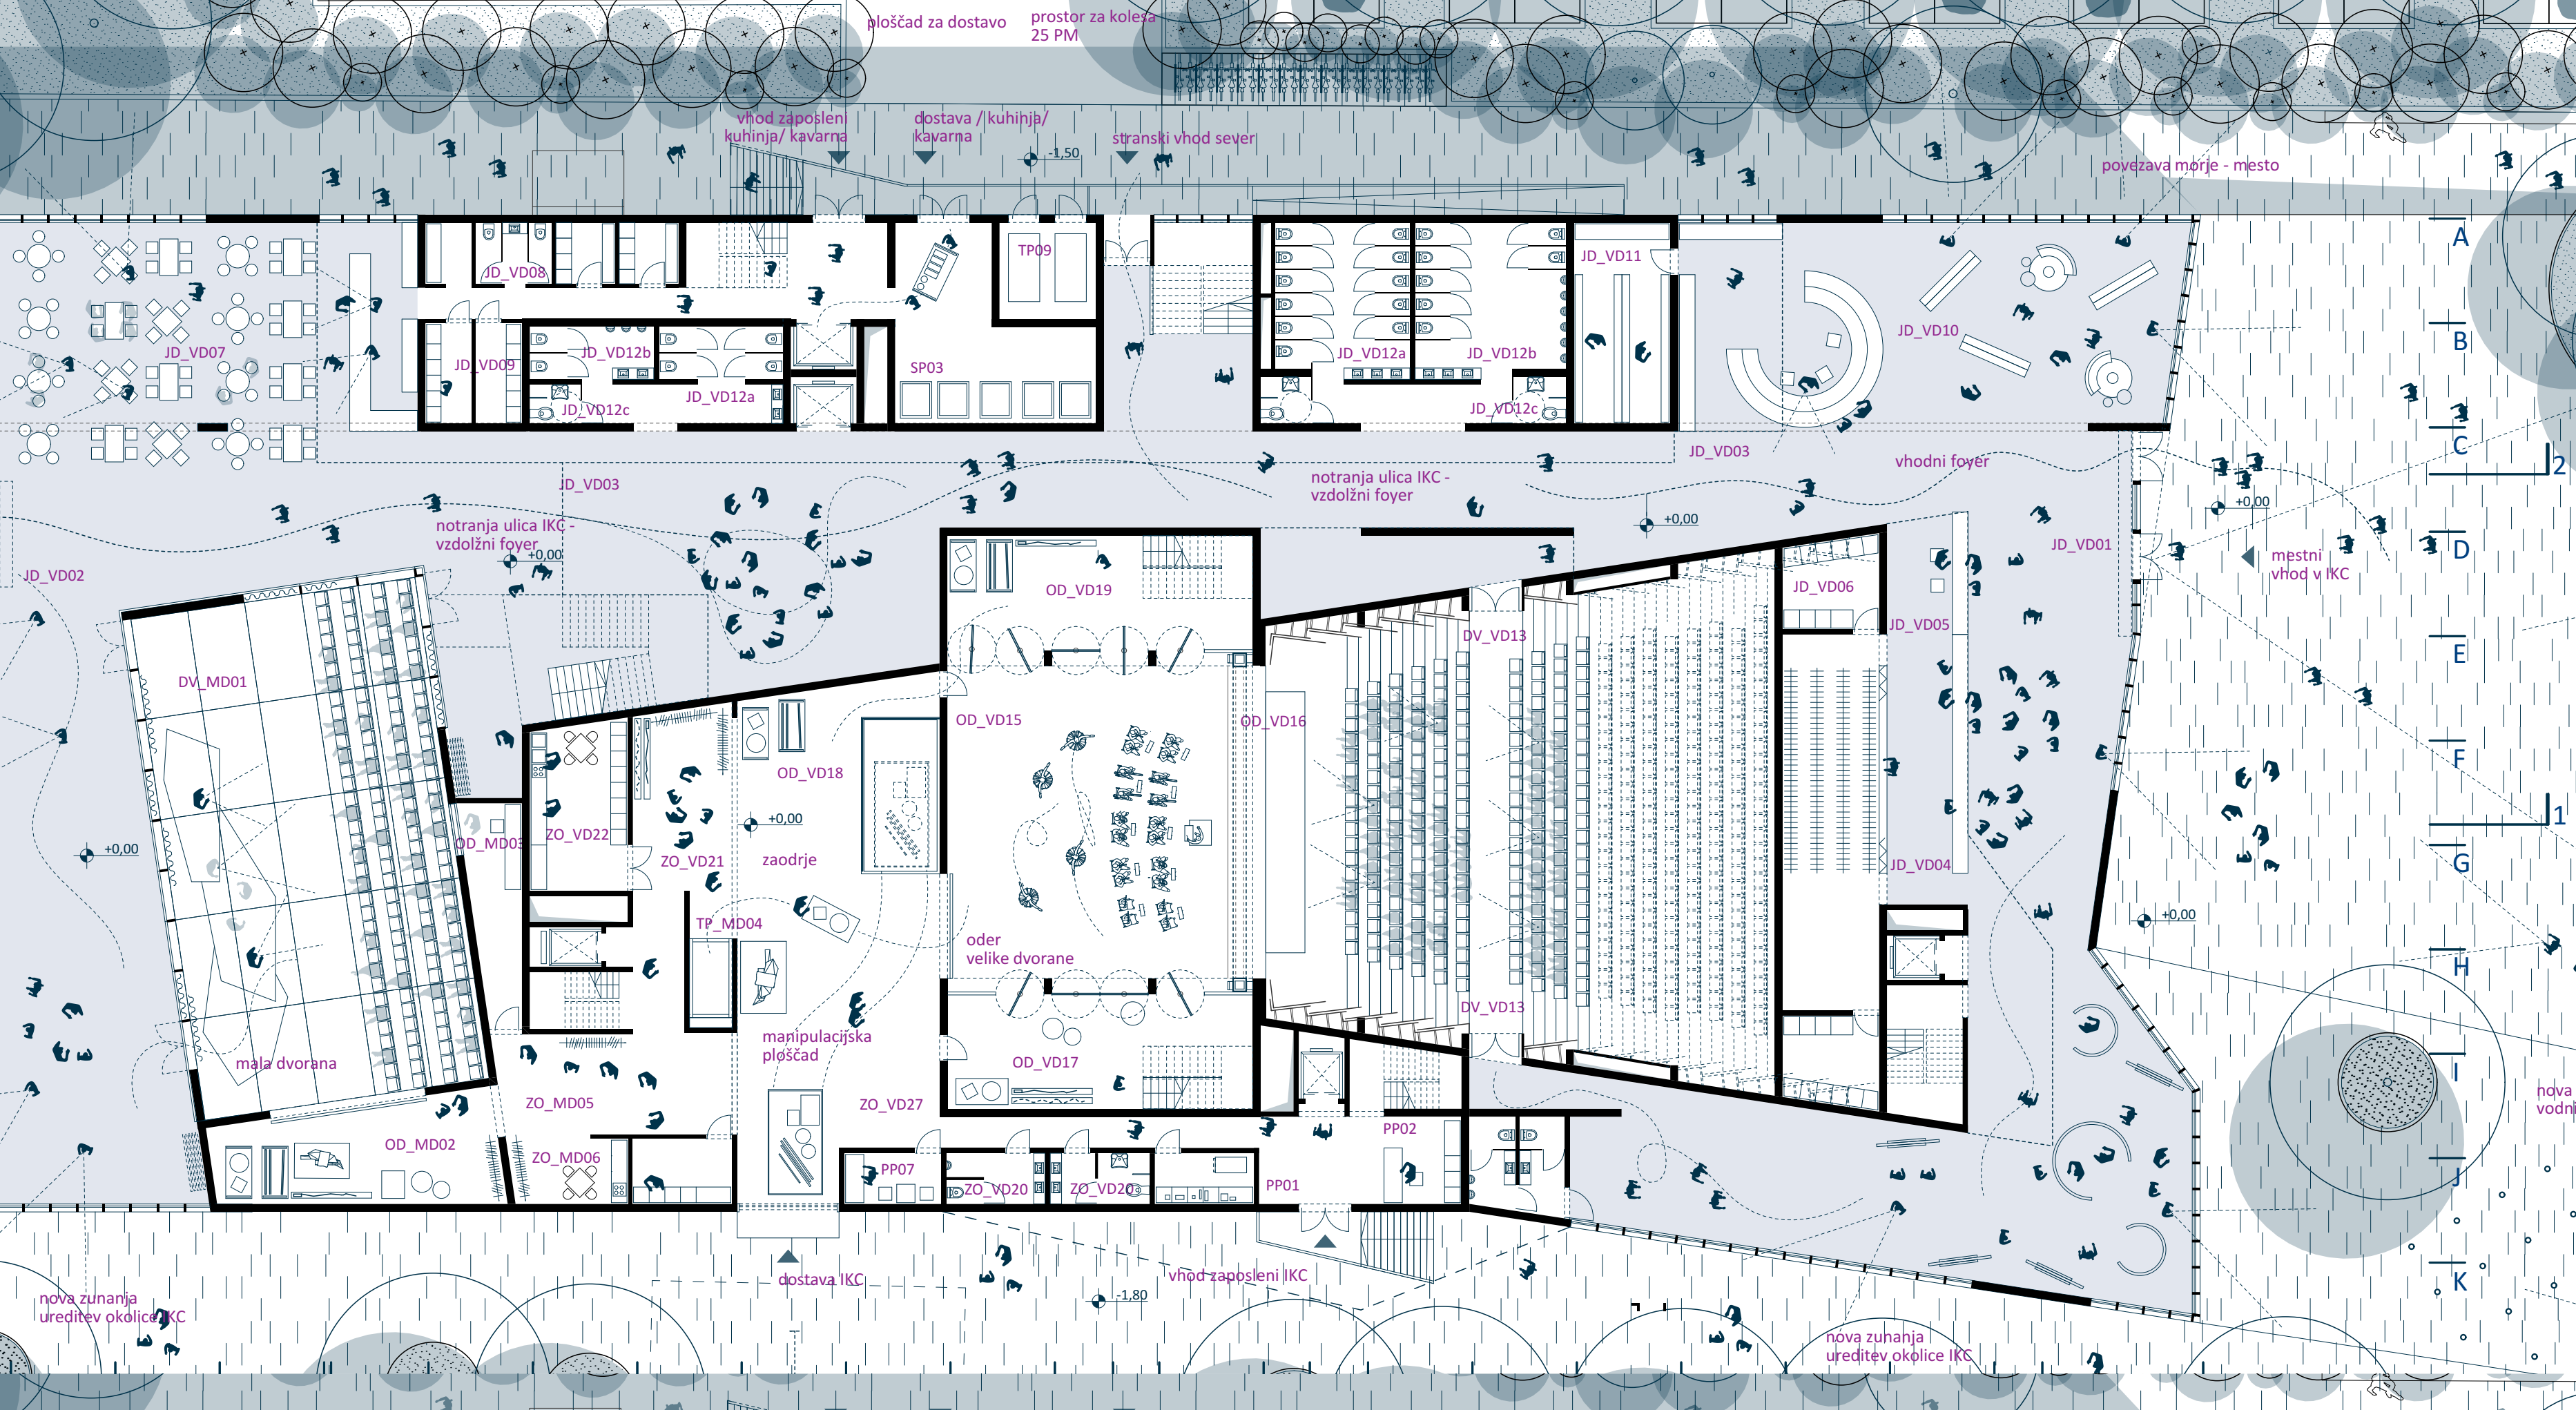 ploščad za dostavo
prostor za kolesa
25 PM
vhod zaposleni
kuhinja/ kavarna
dostava / kuhinja/
kavarna
stranski vhod sever
-1,50
povezava morje - mesto
A
TP09
JD_VD08
JD_VD11
JD_VD10
B
JD_VD07
JD_VD09
JD_VD12b
SP03
JD_VD12a
JD_VD12b
JD_VD12c
JD_VD12a
JD_VD12c
C
JD_VD03
vhodni foyer
2
JD_VD03
notranja ulica IKC -
vzdolžni foyer
+0,00
+0,00
notranja ulica IKC -
vzdolžni foyer
+0,00
JD_VD01
D
mestni
vhod v IKC
JD_VD02
OD_VD19
JD_VD06
JD_VD05
DV_VD13
E
DV_MD01
OD_VD15
OD_VD16
F
OD_VD18
+0,00
1
ZO_VD22
OD_MD03
+0,00
ZO_VD21
zaodrje
JD_VD04
G
TP_MD04
+0,00
oder
velike dvorane
H
DV_VD13
manipulacijska
ploščad
mala dvorana
OD_VD17
I
nova
vodni
ZO_MD05
ZO_VD27
PP02
OD_MD02
ZO_MD06
PP07
ZO_VD20
ZO_VD20
PP01
J
dostava IKC
vhod zaposleni IKC
K
-1,80
nova zunanja
ureditev okolice IKC
nova zunanja
ureditev okolice IKC